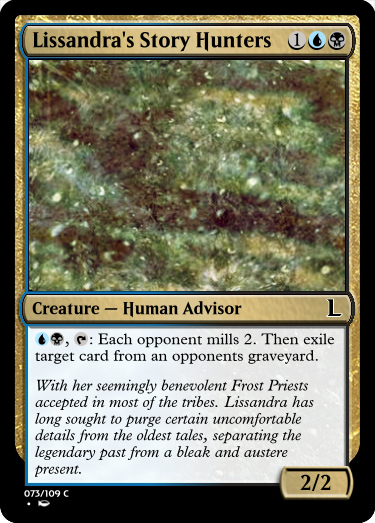 Lissandra's Story Hunters 1
Creature — Human Advisor L
, : Each opponent mills 2. Then exile
target card from an opponents graveyard.
With her seemingly benevolent Frost Priests
accepted in most of the tribes. Lissandra has
long sought to purge certain uncomfortable
details from the oldest tales, separating the
legendary past from a bleak and austere
present.
2/2
073/109 C